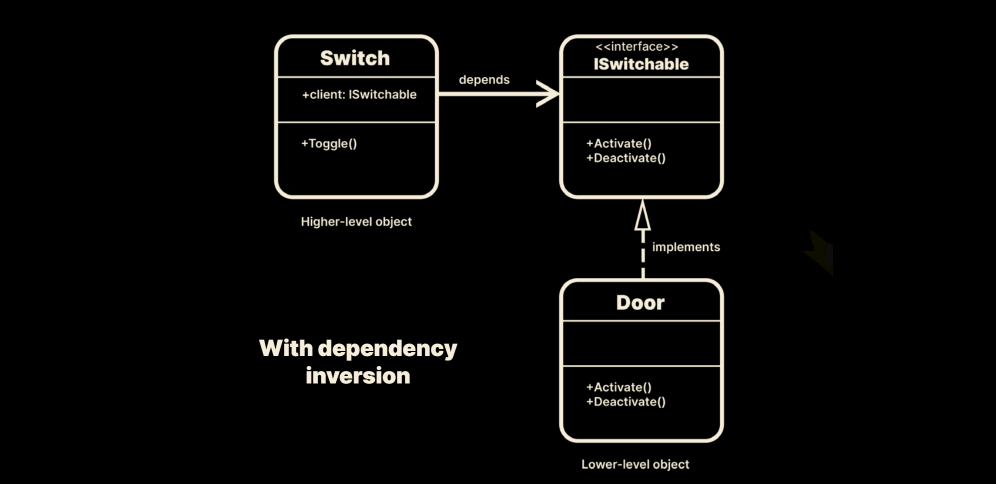 Switch
+client: ISwitchable
+Toggle()
Higher-level object
depends
<<interface>>
ISwitchable
+Activate()
+Deactivate()
implements
Door
+Activate()
+Deactivate()
Lower-level object
With dependency
inversion